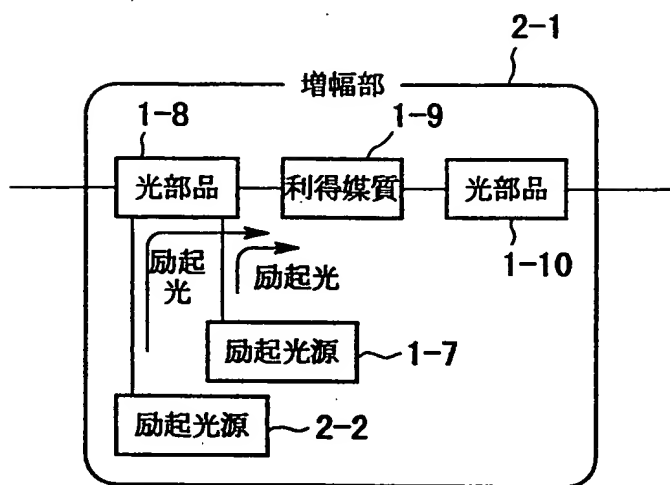 2-1
増幅部
1-8
1-9
光部品
利得媒質
光部品
1-10
励起
光
励起光
励起光源
1-7
励起光源
2-2